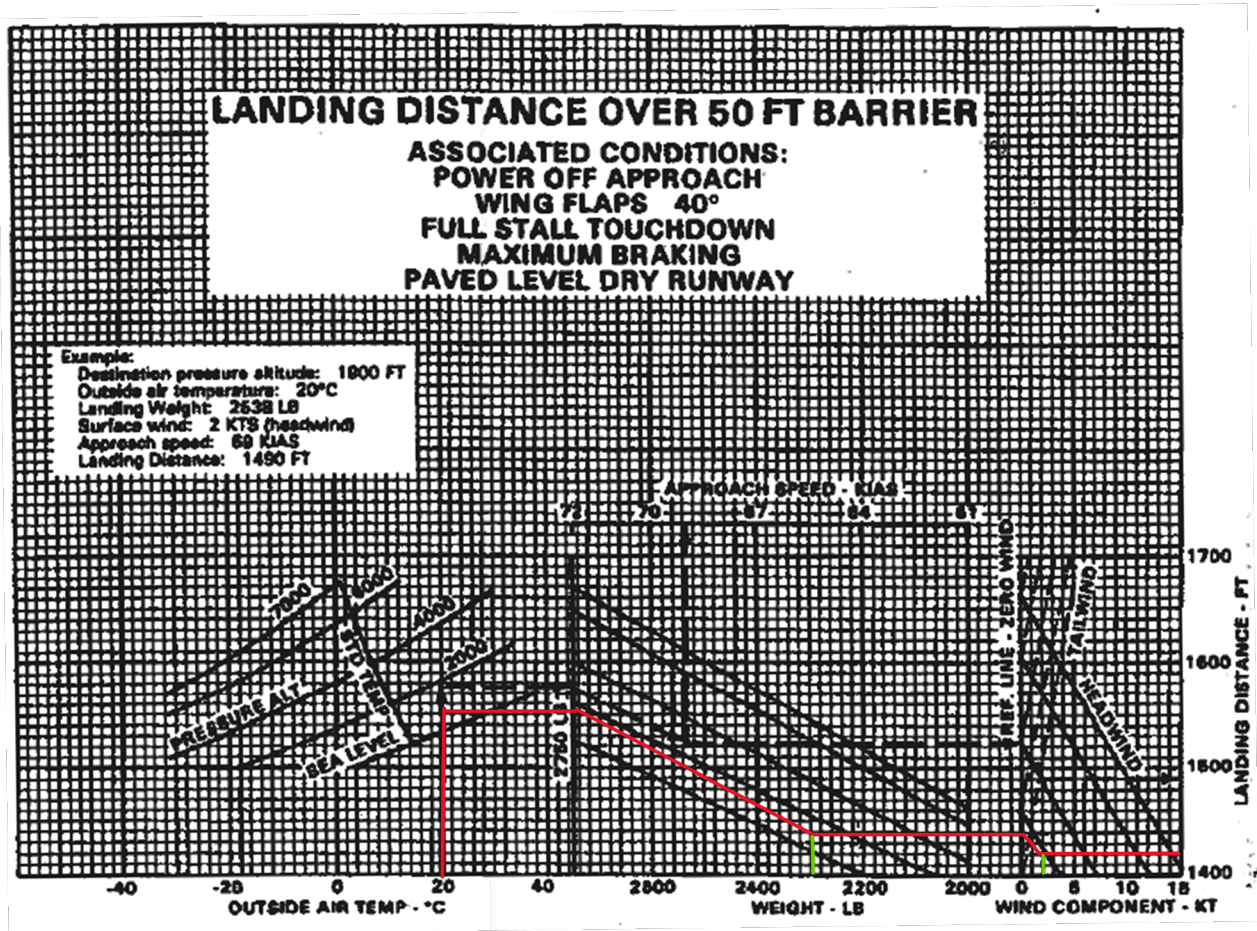 LANDING DISTANCE OVER 50 FT BARRIER
ASSOCIATED CONDITIONS:
POWER OFF APPROACH
WING FLAPS 40°
FULL STALL TOUCHDOWN
MAXIMUM BRAKING
PAVED LEVEL DRY RUNWAY
Example:
Destination pressure altitude: 1900 FT
Outside air temperature: 20°C
Landing Weight: 2538 LB
Surface wind: 2 KTS (headwind)
Approach speed: 69 KIAS
Landing Distance: 1490 FT
APPROACH SPEED - KIAS
72 70 67 64 61
7000
6000
4000
2000
STD TEMP
PRESSURE ALT
SEA LEVEL
2750 LB
REF. LINE - ZERO WIND
TAILWIND
HEADWIND
1700
1600
1500
1400
LANDING DISTANCE - FT
-40 -20 0 20 40
2600 2400 2200 2000
0 5 10 15
OUTSIDE AIR TEMP - °C
WEIGHT - LB
WIND COMPONENT - KT